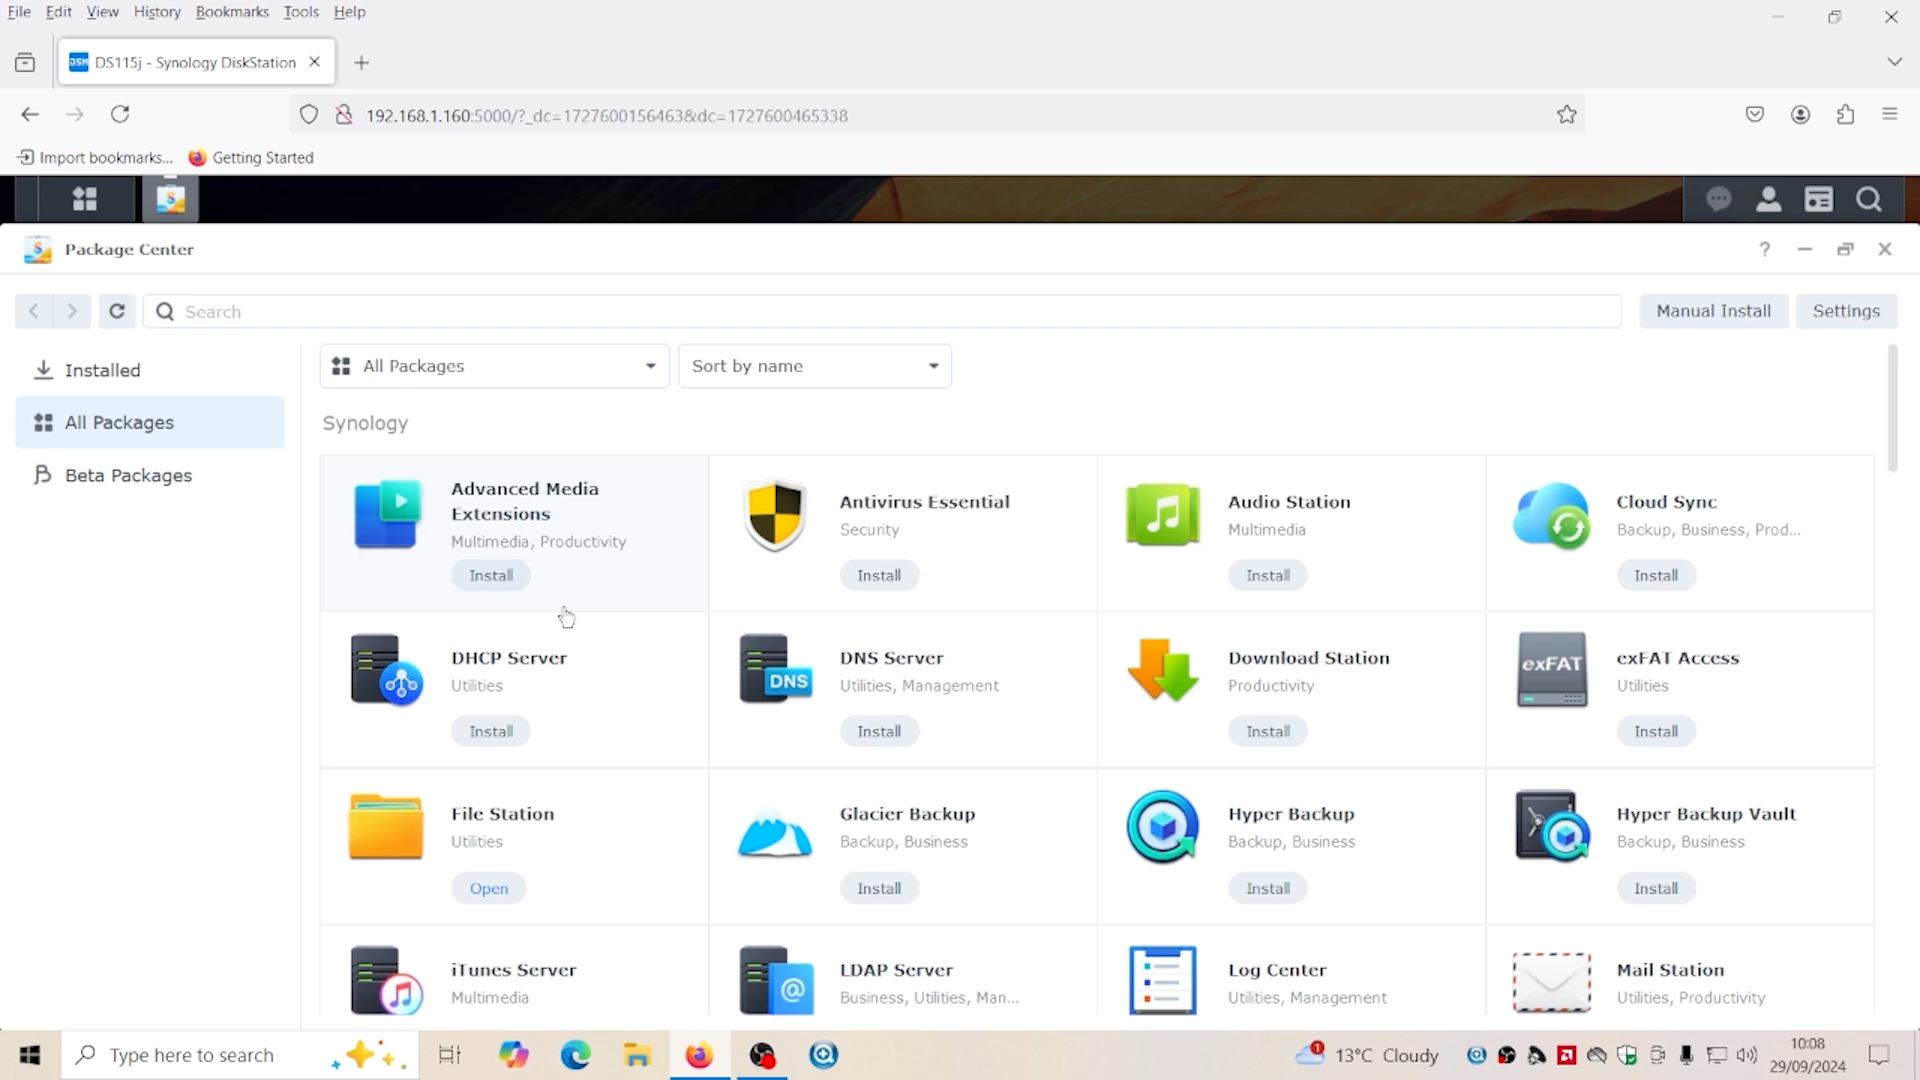 File Edit View History Bookmarks Tools Help
DSM DS115j - Synology DiskStation
192.168.1.160:5000/?_dc=1727600156463&dc=1727600465338
Import bookmarks... Getting Started
S
S Package Center ?
Search Manual Install Settings
Installed
All Packages
Beta Packages
All Packages Sort by name
Synology
Advanced Media
Extensions
Multimedia, Productivity
Install
Antivirus Essential
Security
Install
Audio Station
Multimedia
Install
Cloud Sync
Backup, Business, Prod...
Install
DHCP Server
Utilities
Install
DNS
DNS Server
Utilities, Management
Install
Download Station
Productivity
Install
exFAT
exFAT Access
Utilities
Install
File Station
Utilities
Open
Glacier Backup
Backup, Business
Install
Hyper Backup
Backup, Business
Install
Hyper Backup Vault
Backup, Business
Install
iTunes Server
Multimedia
@
LDAP Server
Business, Utilities, Man...
Log Center
Utilities, Management
Mail Station
Utilities, Productivity
Type here to search
1
13°C Cloudy
10:08
29/09/2024